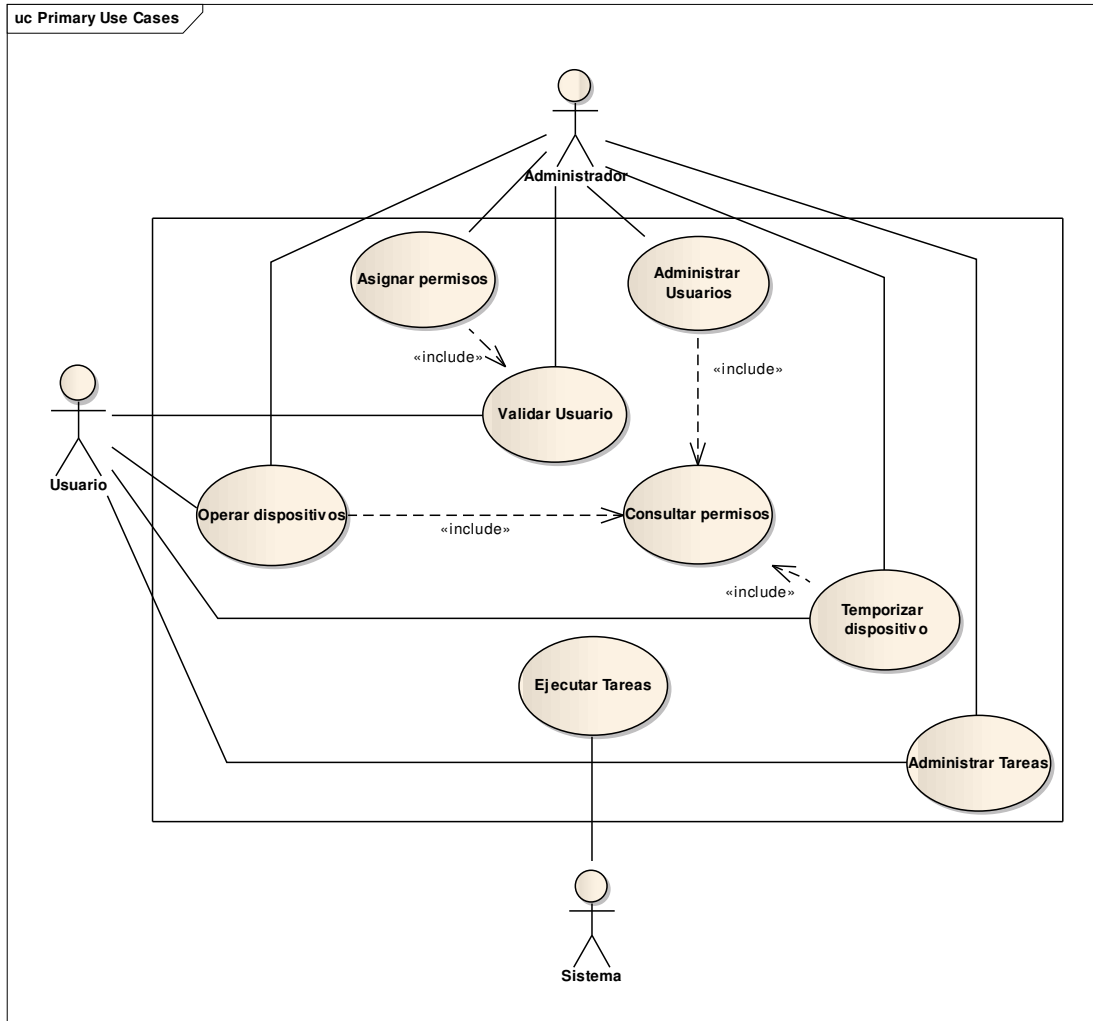 uc Primary Use Cases
Administrador
Asignar permisos
Administrar
Usuarios
«include»
«include»
Validar Usuario
Usuario
Operar dispositivos
«include»
Consultar permisos
«include»
Temporizar
dispositivo
Ejecutar Tareas
Administrar Tareas
Sistema